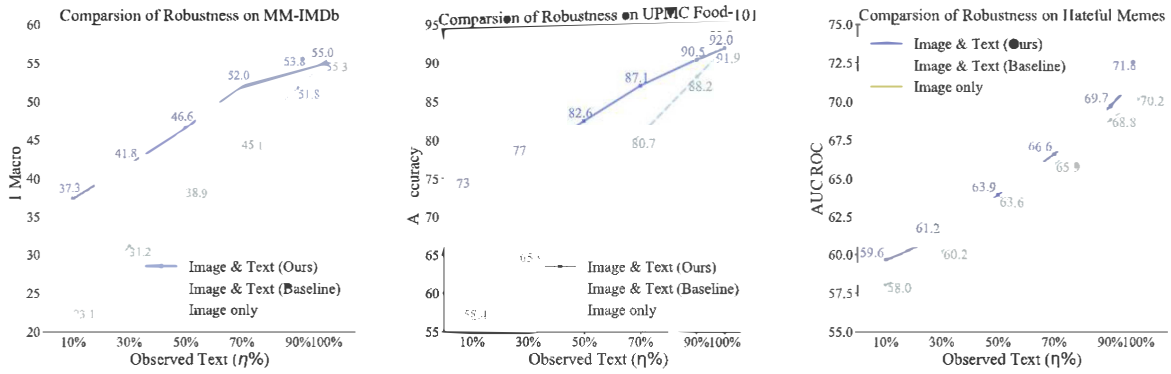 Comparsion of Robustness on MM-IMDb
60
55
50
45
40
35
30
25
20
1 Macro
37.3
41.8
46.6
52.0
53.8
55.0
55.3
51.8
45.1
38.9
31.2
23.1
Image & Text (Ours)
Image & Text (Baseline)
Image only
10% 30% 50% 70% 90%100%
Observed Text (η%)
Comparsion of Robustness on UPMC Food-101
95
90
85
80
75
70
65
60
55
A ccuracy
73
77
82.6
87.1
90.5
92.0
91.9
88.2
80.7
Image & Text (Ours)
Image & Text (Baseline)
Image only
10% 30% 50% 70% 90%100%
Observed Text (η%)
Comparsion of Robustness on Hateful Memes
75.0
72.5
70.0
67.5
65.0
62.5
60.0
57.5
55.0
AUC ROC
Image & Text (Ours)
Image & Text (Baseline)
Image only
59.6
61.2
63.9
66.6
69.7
71.8
70.2
68.8
65.9
63.6
60.2
58.0
10% 30% 50% 70% 90%100%
Observed Text (η%)